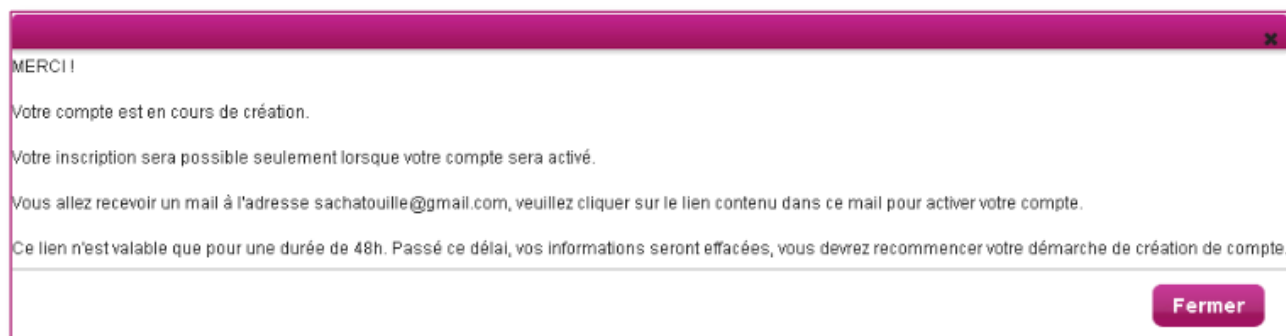 MERCI !
Votre compte est en cours de création.
Votre inscription sera possible seulement lorsque votre compte sera activé.
Vous allez recevoir un mail à l'adresse sachatouille@gmail.com, veuillez cliquer sur le lien contenu dans ce mail pour activer votre compte.
Ce lien n'est valable que pour une durée de 48h. Passé ce délai, vos informations seront effacées, vous devrez recommencer votre démarche de création de compte.
Fermer